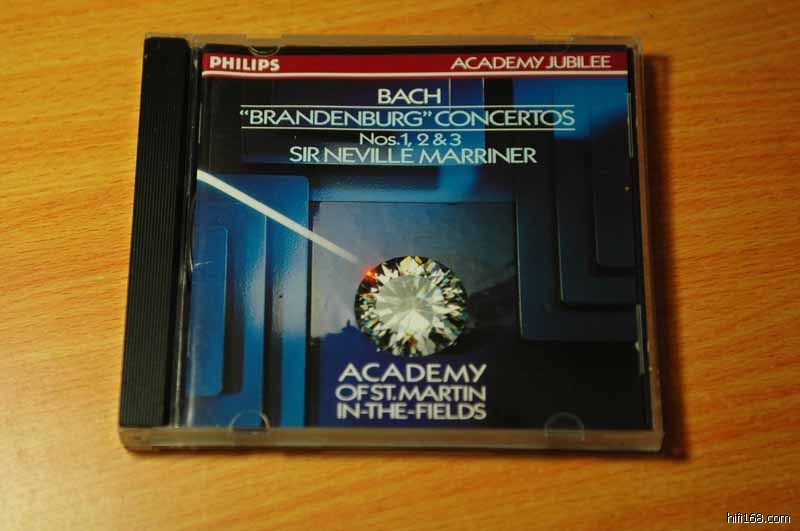 PHILIPS ACADEMY JUBILEE
BACH
“BRANDENBURG” CONCERTOS
Nos. 1, 2 & 3
SIR NEVILLE MARRINER
ACADEMY
OF ST. MARTIN
IN-THE-FIELDS
hifi168.com